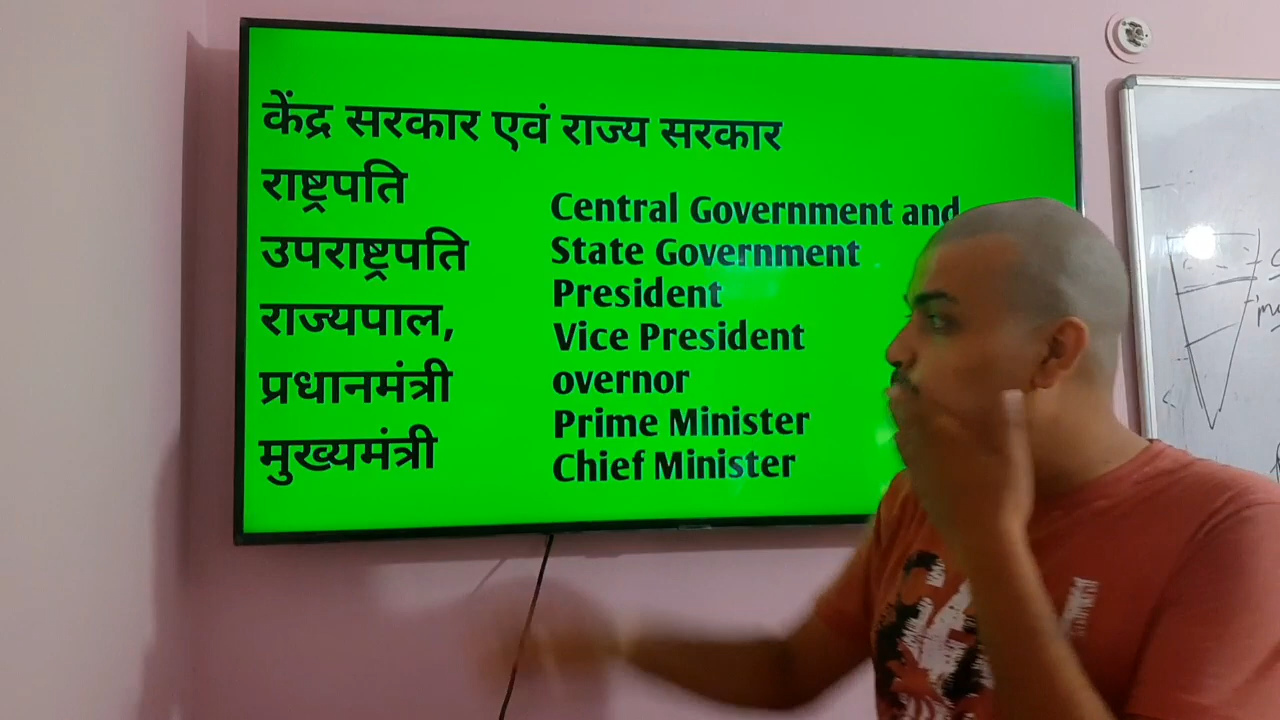 केंद्र सरकार एवं राज्य सरकार
राष्ट्रपति
उपराष्ट्रपति
राज्यपाल,
प्रधानमंत्री
मुख्यमंत्री
Central Government and
State Government
President
Vice President
overnor
Prime Minister
Chief Minister